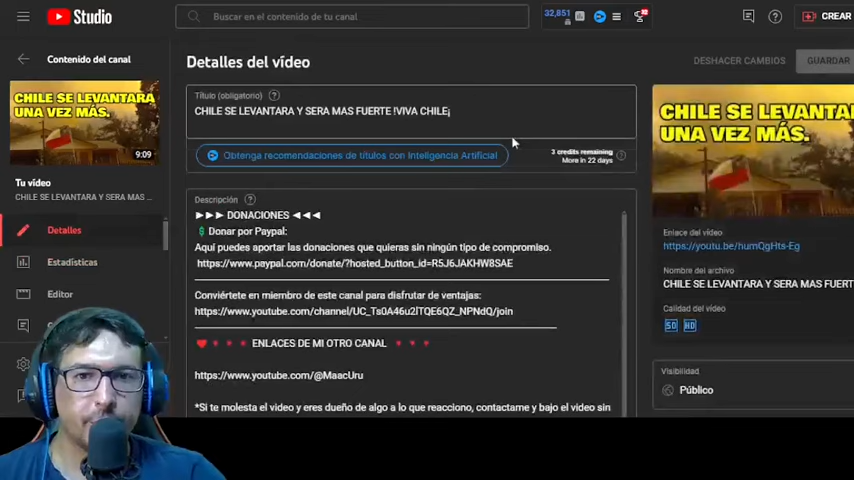 Studio
Buscar en el contenido de tu canal
32,851
CREAR
Contenido del canal
CHILE SE LEVANTARA
UNA VEZ MÁS.
9:09
Tu vídeo
CHILE SE LEVANTARA Y SERA MAS ...
Detalles
Estadísticas
Editor
Detalles del vídeo
DESHACER CAMBIOS
GUARDAR
Título (obligatorio)
CHILE SE LEVANTARA Y SERA MAS FUERTE !VIVA CHILE¡
Obtenga recomendaciones de títulos con Inteligencia Artificial
3 credits remaining
More in 22 days
Descripción
►►► DONACIONES ◄◄◄
Donar por Paypal:
Aquí puedes aportar las donaciones que quieras sin ningún tipo de compromiso.
https://www.paypal.com/donate/?hosted_button_id=R5J6JAKHW8SAE
Conviértete en miembro de este canal para disfrutar de ventajas:
https://www.youtube.com/channel/UC_Ts0A46u2lTQE6QZ_NPNdQ/join
ENLACES DE MI OTRO CANAL
https://www.youtube.com/@MaacUru
*Si te molesta el video y eres dueño de algo a lo que reacciono, contactame y bajo el video sin
CHILE SE LEVANTA
UNA VEZ MÁS.
Enlace del vídeo
https://youtu.be/humQgHts-Eg
Nombre del archivo
CHILE SE LEVANTARA Y SERA MAS FUERT
Calidad del vídeo
SD HD
Visibilidad
Público